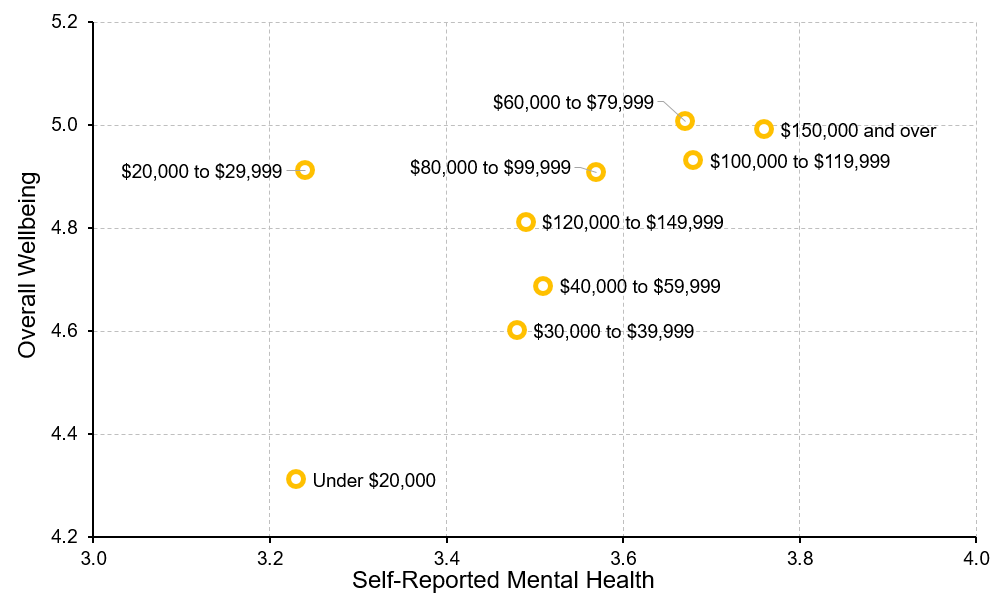 5.2
5.0
4.8
4.6
4.4
4.2
Overall Wellbeing
$60,000 to $79,999
$150,000 and over
$100,000 to $119,999
$80,000 to $99,999
$20,000 to $29,999
$120,000 to $149,999
$40,000 to $59,999
$30,000 to $39,999
Under $20,000
3.0
3.2
3.4
3.6
3.8
4.0
Self-Reported Mental Health